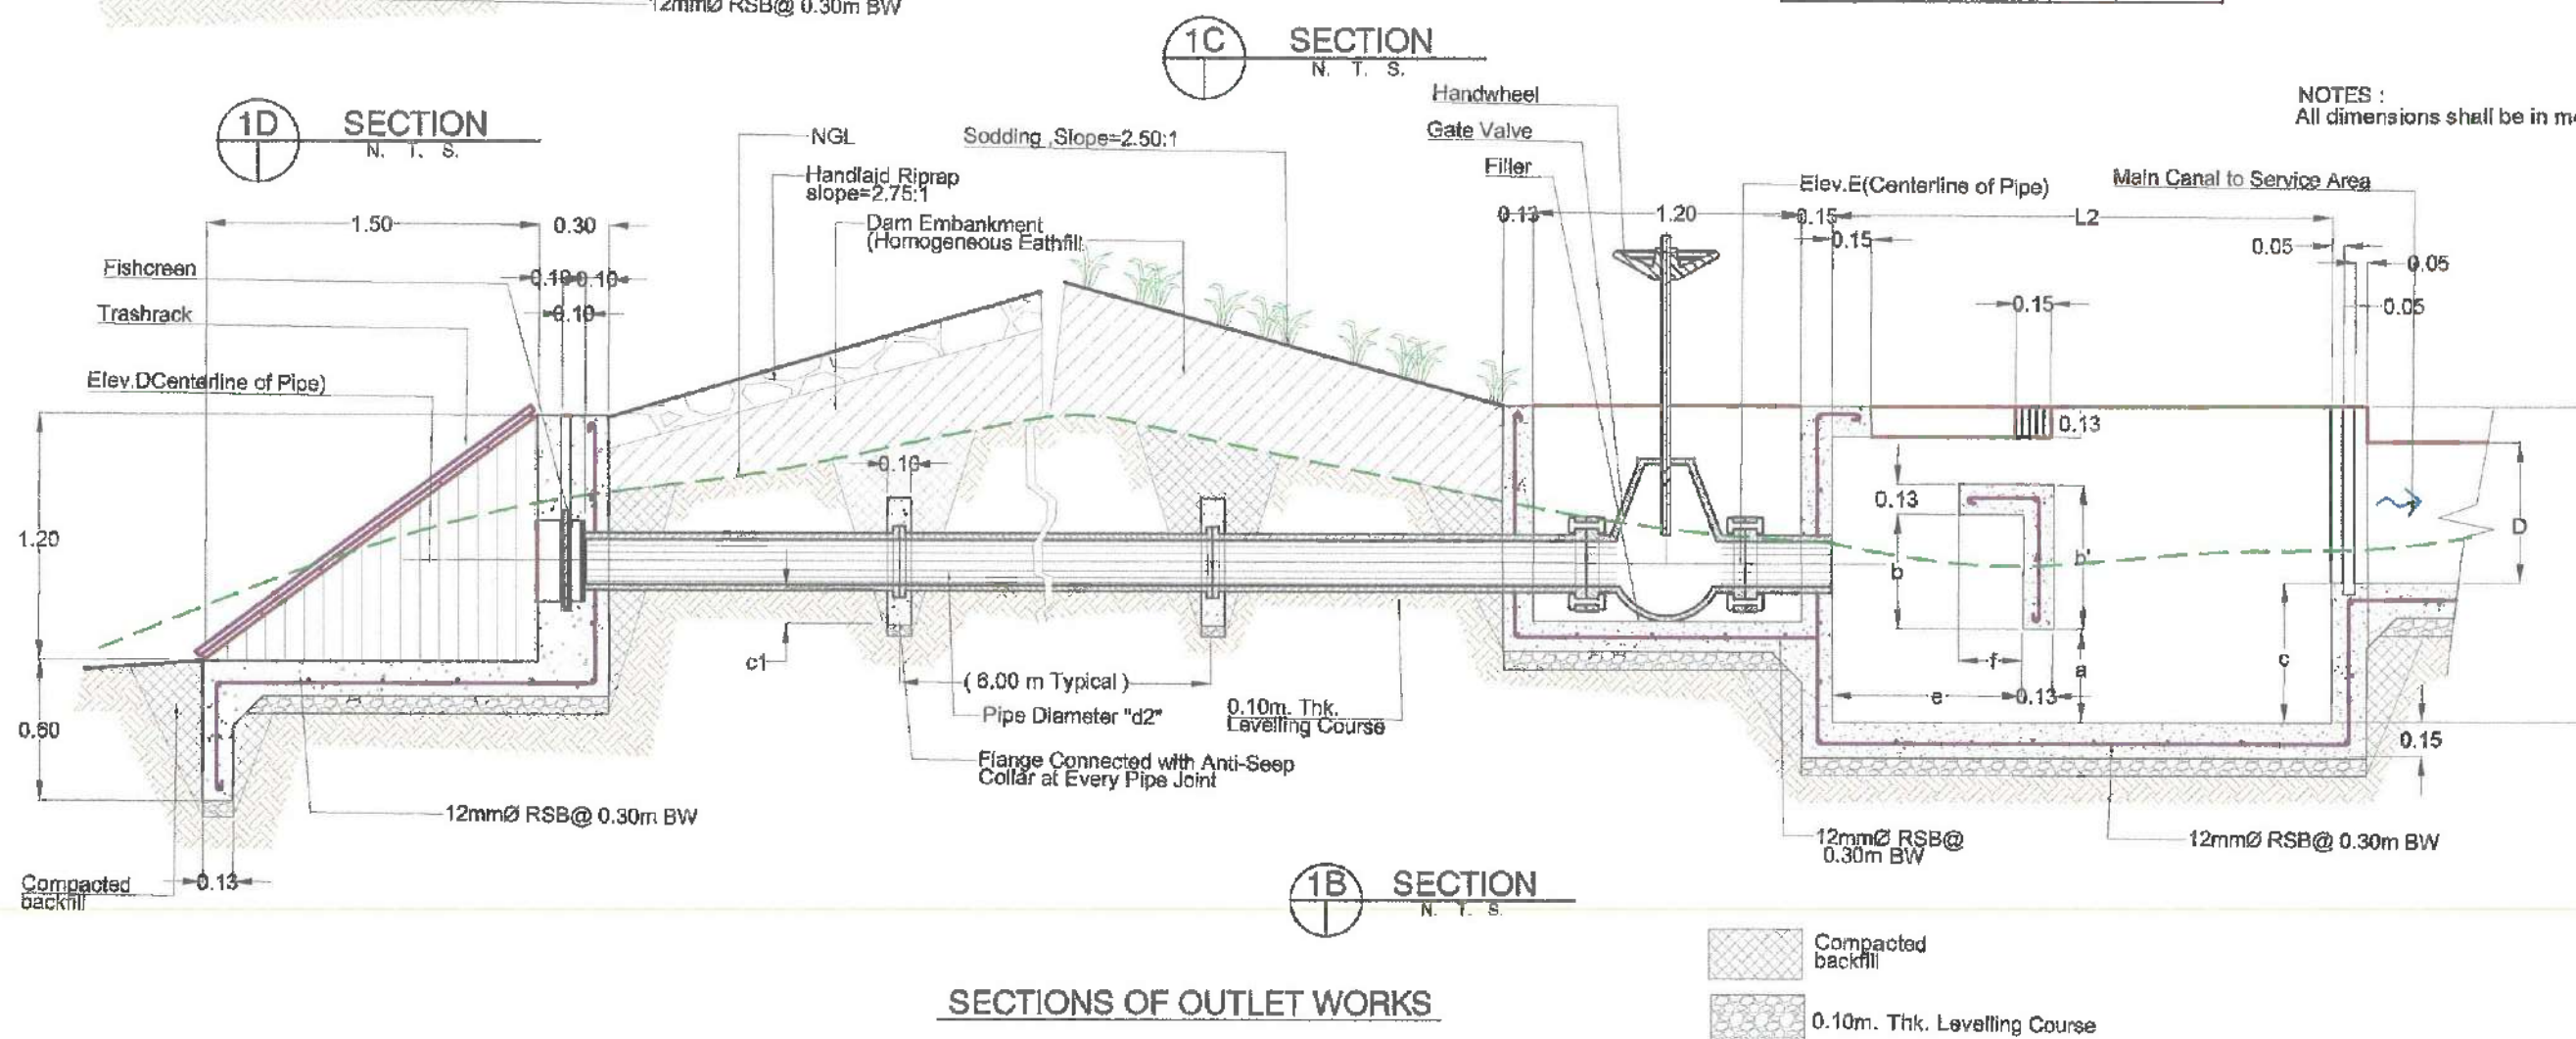 12mmØ RSB@ 0.30m BW
1C SECTION
N. T. S.
1D SECTION
N. T. S.
NOTES :
All dimensions shall be in
Handwheel
Gate Valve
Filler
NGL
Sodding ,Slope=2.50:1
Handlaid Riprap
slope=2.75:1
Dam Embankment
(Homogeneous Eathfill
Elev.E(Centerline of Pipe)
Main Canal to Service Area
1.50
0.30
0.13
1.20
0.15
L2
0.15
0.05
0.05
0.05
Fishcreen
0.10
0.10
0.10
Trashrack
0.15
Elev.DCenterline of Pipe)
0.13
0.10
0.13
1.20
D
b
b'
c1
f
a
c
( 6.00 m Typical )
e
0.13
Pipe Diameter "d2"
0.10m. Thk.
Levelling Course
0.60
0.15
Flange Connected with Anti-Seep
Collar at Every Pipe Joint
12mmØ RSB@ 0.30m BW
12mmØ RSB@
0.30m BW
12mmØ RSB@ 0.30m BW
Compacted
backfill
0.13
1B SECTION
N. T. S.
Compacted
backfill
SECTIONS OF OUTLET WORKS
0.10m. Thk. Levelling Course